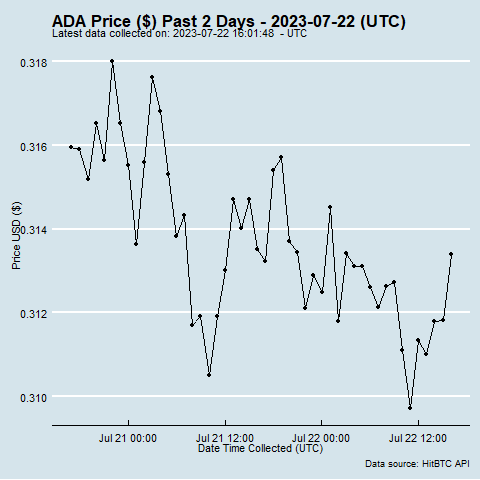 ADA Price ($) Past 2 Days - 2023-07-22 (UTC)
Latest data collected on: 2023-07-22 16:01:48 - UTC
0.318
0.316
0.314
0.312
0.310
Price USD ($)
Jul 21 00:00 Jul 21 12:00 Jul 22 00:00 Jul 22 12:00
Date Time Collected (UTC)
Data source: HitBTC API